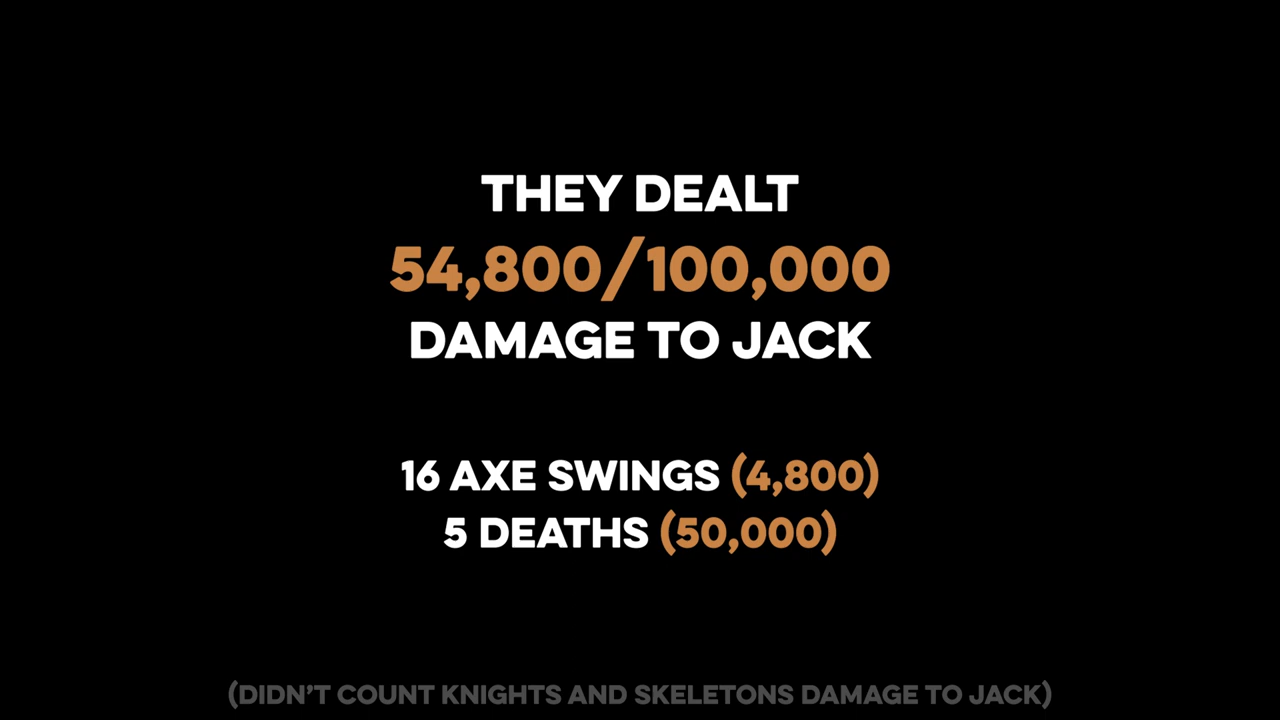 THEY DEALT
54,800/100,000
DAMAGE TO JACK
16 AXE SWINGS (4,800)
5 DEATHS (50,000)
(DIDN'T COUNT KNIGHTS AND SKELETONS DAMAGE TO JACK)